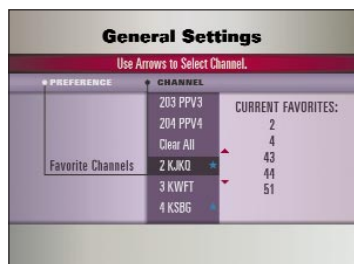 General Settings
Use Arrows to Select Channel.
PREFERENCE
CHANNEL
203 PPV3
204 PPV4
Clear All
Favorite Channels
2 KJKQ
3 KWFT
4 KSBG
CURRENT FAVORITES:
2
4
43
44
51